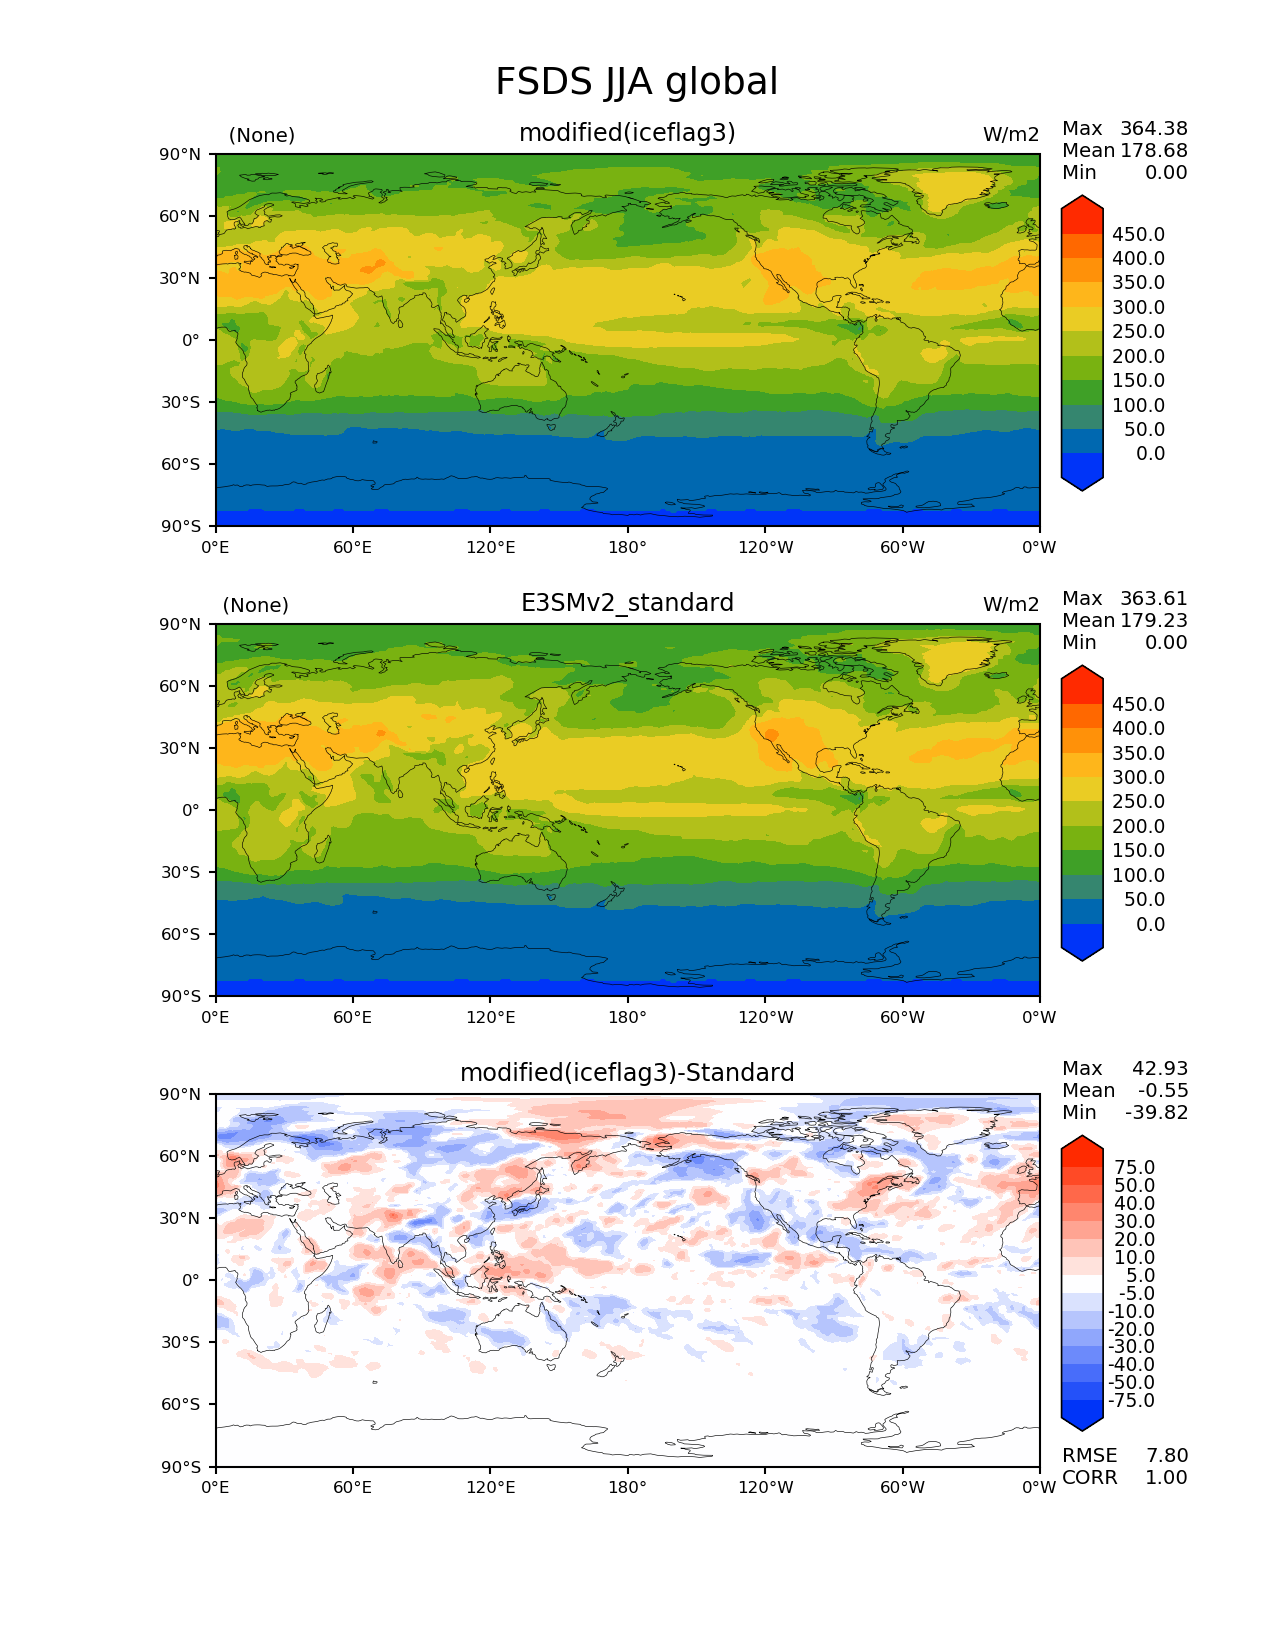 FSDS JJA global
(None) modified(iceflag3) W/m2
Max 364.38
Mean 178.68
Min 0.00
90°N
60°N
30°N
0°
30°S
60°S
90°S
0°E 60°E 120°E 180° 120°W 60°W 0°W
450.0
400.0
350.0
300.0
250.0
200.0
150.0
100.0
50.0
0.0
(None) E3SMv2_standard W/m2
Max 363.61
Mean 179.23
Min 0.00
90°N
60°N
30°N
0°
30°S
60°S
90°S
0°E 60°E 120°E 180° 120°W 60°W 0°W
450.0
400.0
350.0
300.0
250.0
200.0
150.0
100.0
50.0
0.0
modified(iceflag3)-Standard
Max 42.93
Mean -0.55
Min -39.82
90°N
60°N
30°N
0°
30°S
60°S
90°S
0°E 60°E 120°E 180° 120°W 60°W 0°W
75.0
50.0
40.0
30.0
20.0
10.0
5.0
-5.0
-10.0
-20.0
-30.0
-40.0
-50.0
-75.0
RMSE 7.80
CORR 1.00